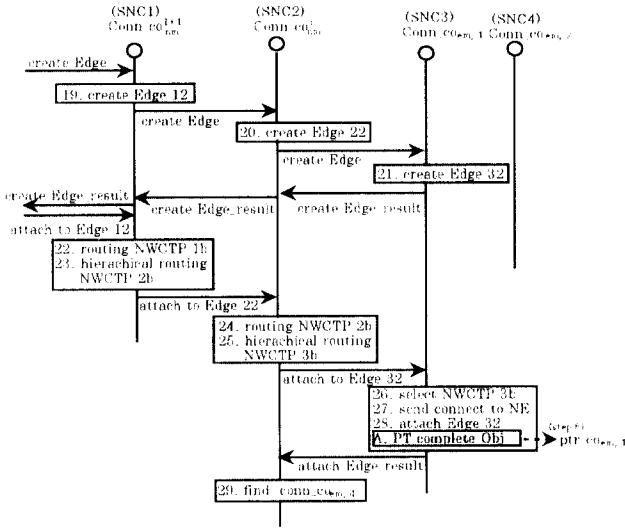 (SNC1)
(SNC2)
(SNC3)
(SNC4)
Conn
Conn
Conn
Conn
create Edge
19. create Edge 12
create Edge
20. create Edge 22
create Edge
21. create Edge 32
create Edge_result
create Edge_result
create Edge_result
attach to Edge 12
22. routing NWCTP 1b
23. hierachical routing
NWCTP 2b
attach to Edge 22
24. routing NWCTP 2b
25. hierachical routing
NWCTP 3b
attach to Edge 32
26. select NWCTP 3b
27. send connect to NE
28. attach Edge 32
A. PT complete Obj
ptr
attach Edge result
29. find